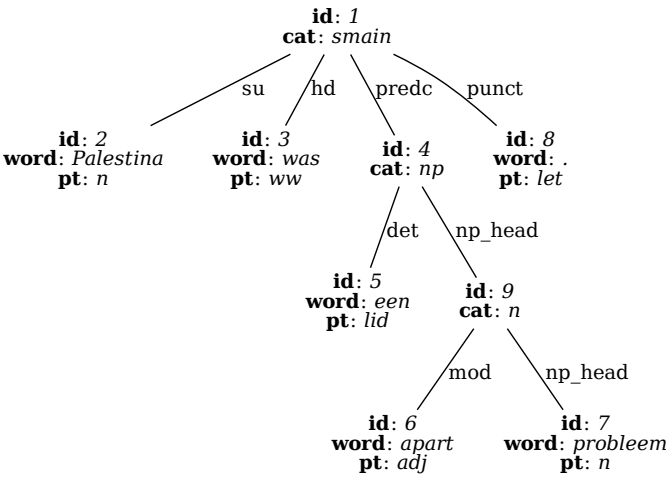 id: 1
cat: smain
su
hd
predc
punct
id: 2
word: Palestina
pt: n
id: 3
word: was
pt: ww
id: 4
cat: np
id: 8
word: .
pt: let
det
np_head
id: 5
word: een
pt: lid
id: 9
cat: n
mod
np_head
id: 6
word: apart
pt: adj
id: 7
word: probleem
pt: n